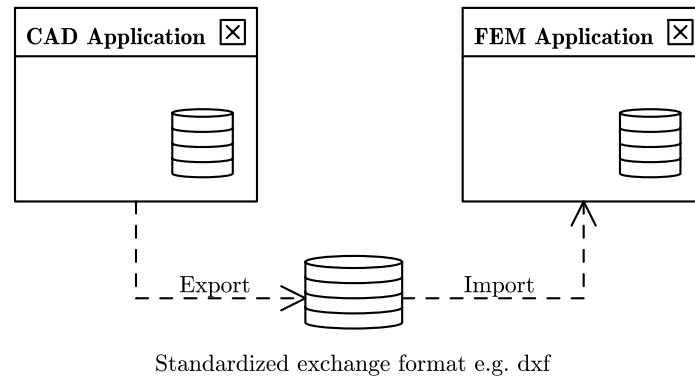 CAD Application
FEM Application
Export
Import
Standardized exchange format e.g. dxf